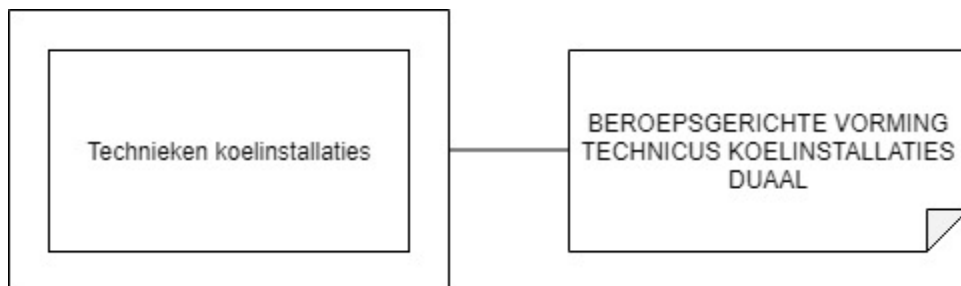 Technieken koelinstallaties
BEROEPSGERICHTE VORMING
TECHNICUS KOELINSTALLATIES
DUAAL